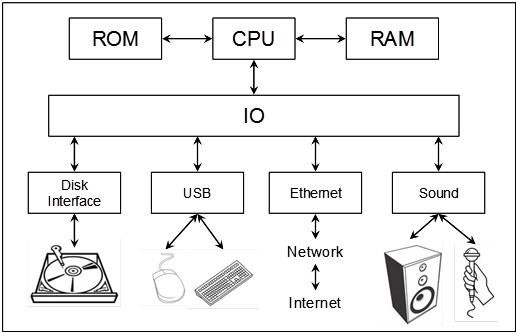 ROM
CPU
RAM
IO
Disk
Interface
USB
Ethernet
Sound
Network
Internet